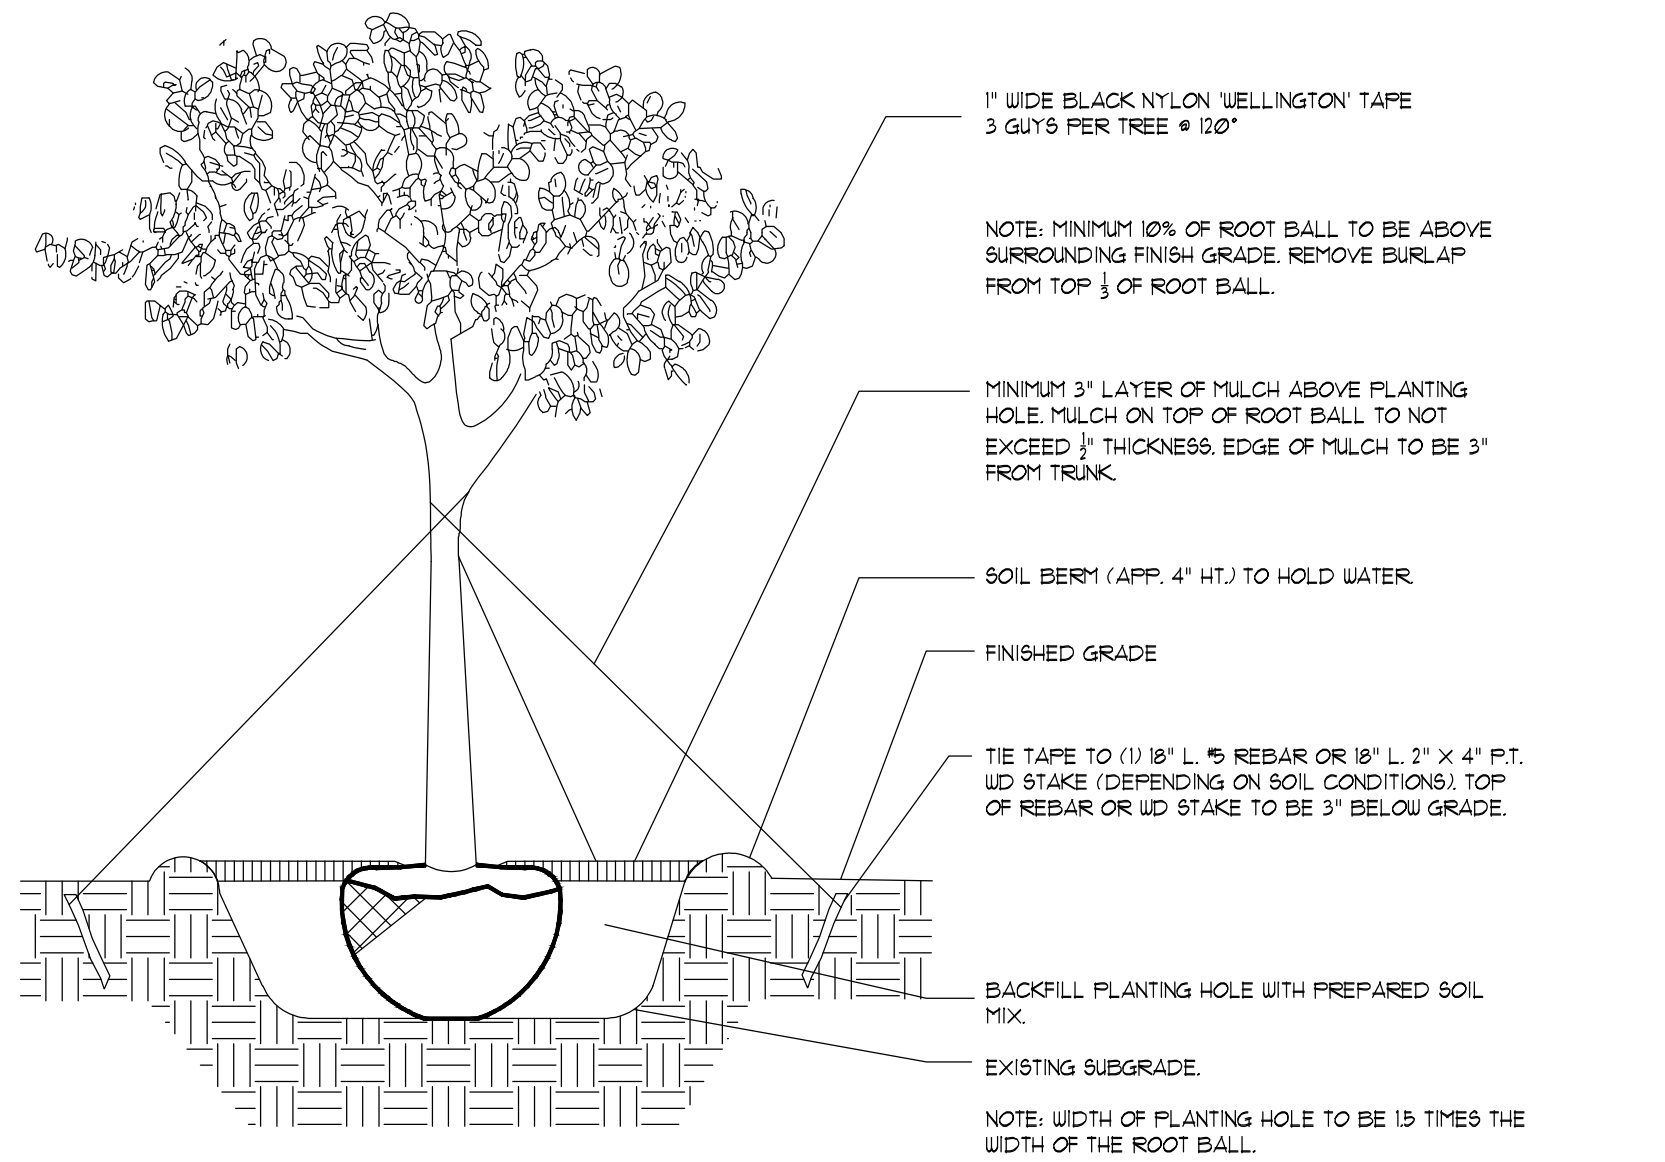 1" WIDE BLACK NYLON 'WELLINGTON' TAPE
3 GUYS PER TREE @ 120°
NOTE: MINIMUM 10% OF ROOT BALL TO BE ABOVE
SURROUNDING FINISH GRADE. REMOVE BURLAP
FROM TOP 1/3 OF ROOT BALL.
MINIMUM 3" LAYER OF MULCH ABOVE PLANTING
HOLE. MULCH ON TOP OF ROOT BALL TO NOT
EXCEED 1/2" THICKNESS. EDGE OF MULCH TO BE 3"
FROM TRUNK.
SOIL BERM (APP. 4" HT.) TO HOLD WATER.
FINISHED GRADE
TIE TAPE TO (1) 18" L. #5 REBAR OR 18" L. 2" X 4" P.T.
WD STAKE (DEPENDING ON SOIL CONDITIONS). TOP
OF REBAR OR WD STAKE TO BE 3" BELOW GRADE.
BACKFILL PLANTING HOLE WITH PREPARED SOIL
MIX.
EXISTING SUBGRADE.
NOTE: WIDTH OF PLANTING HOLE TO BE 1.5 TIMES THE
WIDTH OF THE ROOT BALL.